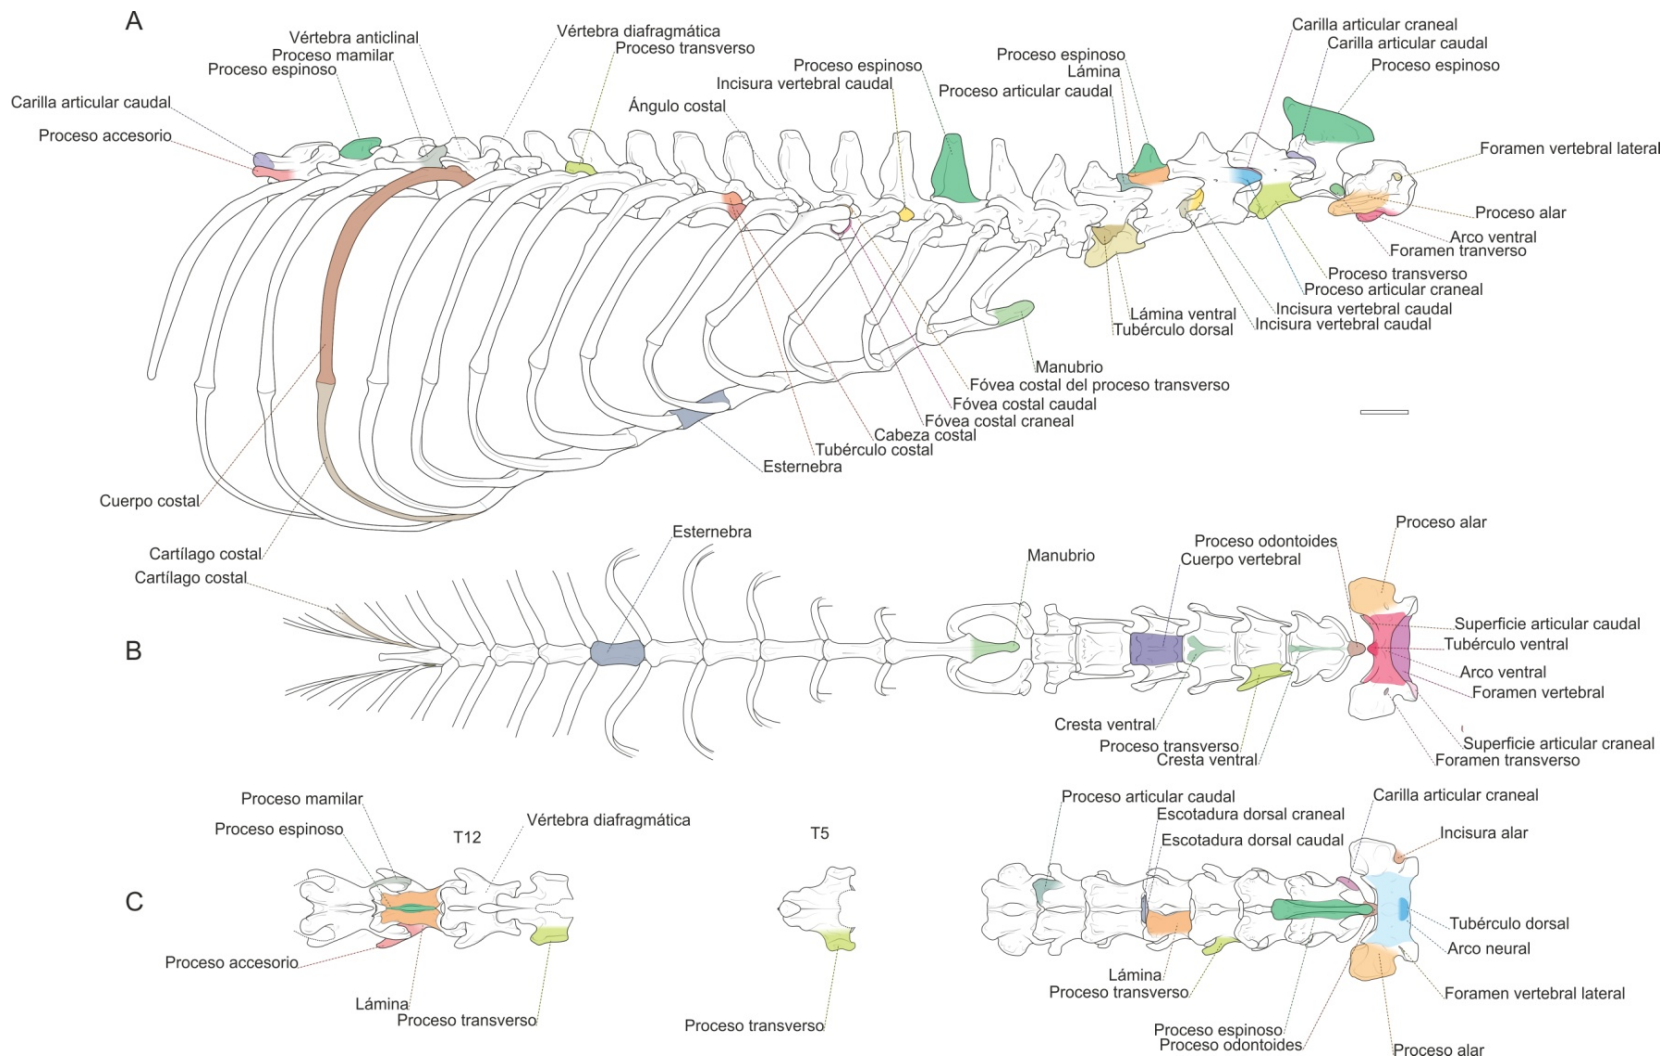 A
Vértebra anticlinal
Proceso mamilar
Proceso espinoso
Carilla articular caudal
Proceso accesorio
Vértebra diafragmática
Proceso transverso
Ángulo costal
Proceso espinoso
Incisura vertebral caudal
Proceso espinoso
Lámina
Proceso articular caudal
Carilla articular craneal
Carilla articular caudal
Proceso espinoso
Foramen vertebral lateral
Proceso alar
Arco ventral
Foramen tranverso
Proceso transverso
Proceso articular craneal
Incisura vertebral caudal
Incisura vertebral caudal
Lámina ventral
Tubérculo dorsal
Manubrio
Fóvea costal del proceso transverso
Fóvea costal caudal
Fóvea costal craneal
Cabeza costal
Tubérculo costal
Esternebra
Cuerpo costal
Cartílago costal
Cartílago costal
B
Esternebra
Manubrio
Proceso odontoides
Cuerpo vertebral
Proceso alar
Superficie articular caudal
Tubérculo ventral
Arco ventral
Foramen vertebral
Superficie articular craneal
Foramen transverso
Cresta ventral
Proceso transverso
Cresta ventral
C
Proceso mamilar
Proceso espinoso
T12
Vértebra diafragmática
Proceso accesorio
Lámina
Proceso transverso
T5
Proceso transverso
Proceso articular caudal
Escotadura dorsal craneal
Escotadura dorsal caudal
Carilla articular craneal
Incisura alar
Tubérculo dorsal
Arco neural
Foramen vertebral lateral
Lámina
Proceso transverso
Proceso espinoso
Proceso odontoides
Proceso alar